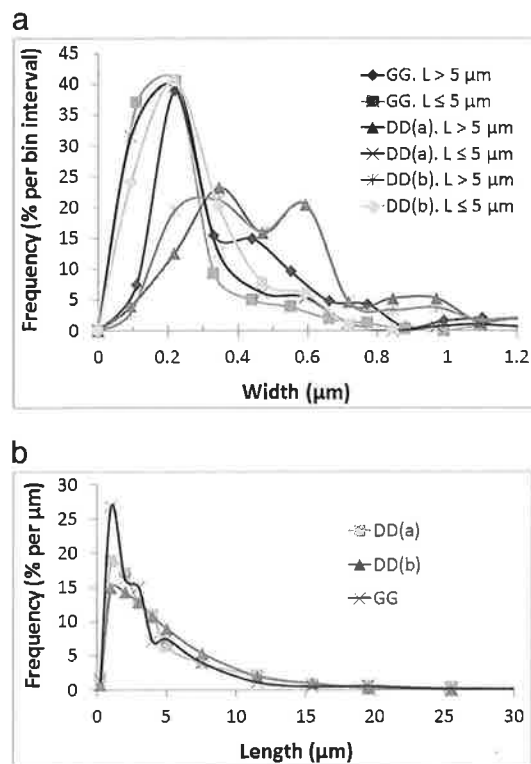 a
Frequency (% per bin interval)
45
40
35
30
25
20
15
10
5
0
GG. L > 5 μm
GG. L ≤ 5 μm
DD(a). L > 5 μm
DD(a). L ≤ 5 μm
DD(b). L > 5 μm
DD(b). L ≤ 5 μm
0 0.2 0.4 0.6 0.8 1 1.2
Width (μm)
b
Frequency (% per μm)
30
25
20
15
10
5
0
DD(a)
DD(b)
GG
0 5 10 15 20 25 30
Length (μm)